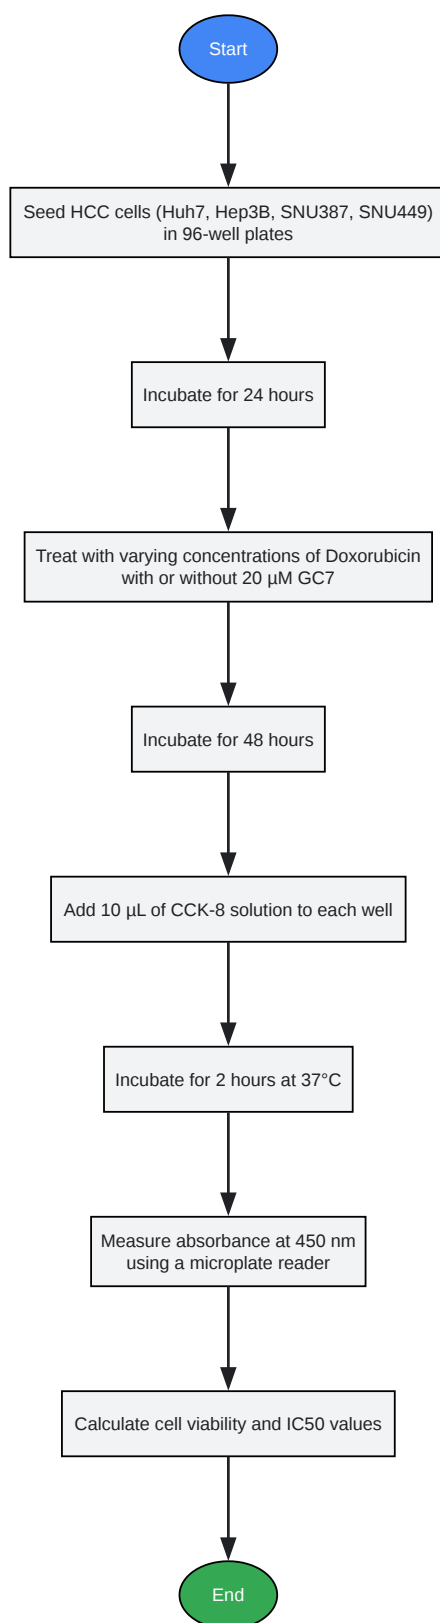 Start
Seed HCC cells (Huh7, Hep3B, SNU387, SNU449)
in 96-well plates
Incubate for 24 hours
Treat with varying concentrations of Doxorubicin
with or without 20 µM GC7
Incubate for 48 hours
Add 10 µL of CCK-8 solution to each well
Incubate for 2 hours at 37°C
Measure absorbance at 450 nm
using a microplate reader
Calculate cell viability and IC50 values
End